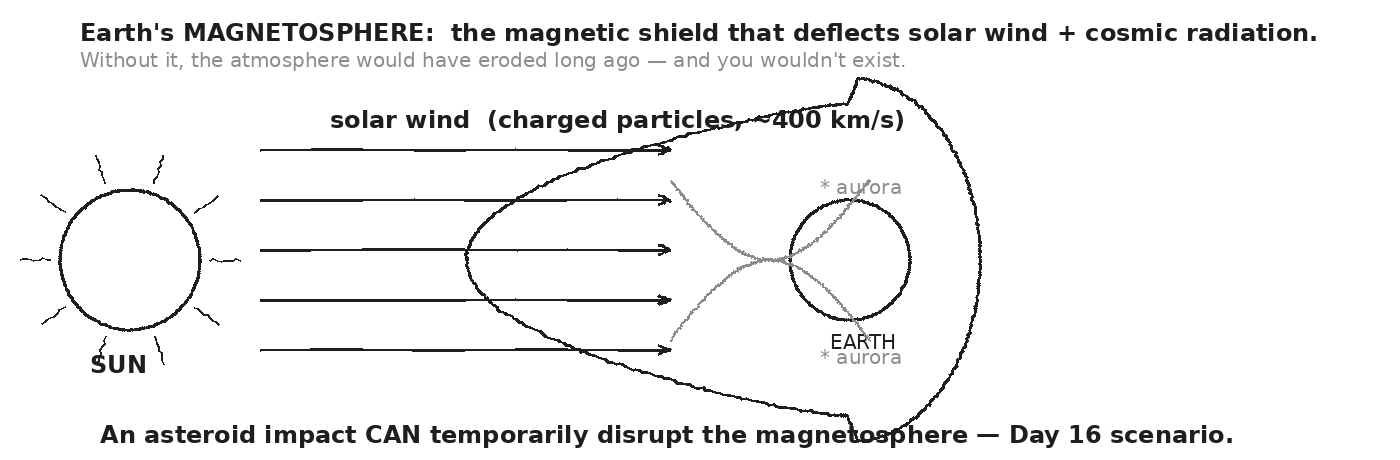 Earth's MAGNETOSPHERE:  the magnetic shield that deflects solar wind + cosmic radiation.
Without it, the atmosphere would have eroded long ago — and you wouldn't exist.
solar wind  (charged particles, ~400 km/s)
* aurora
EARTH
* aurora
SUN
An asteroid impact CAN temporarily disrupt the magnetosphere — Day 16 scenario.